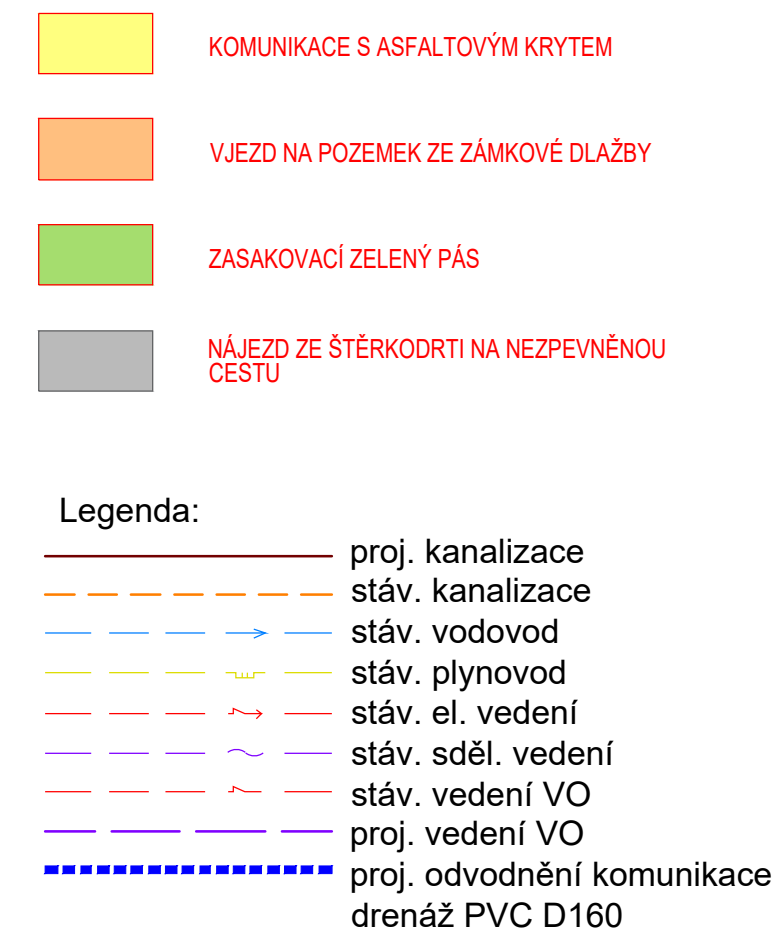 KOMUNIKACE S ASFALTOVÝM KRYTEM
VJEZD NA POZEMEK ZE ZÁMKOVÉ DLAŽBY
ZASAKOVACÍ ZELENÝ PÁS
NÁJEZD ZE ŠTĚRKODRTI NA NEZPEVNĚNOU
CESTU
Legenda:
proj. kanalizace
stáv. kanalizace
stáv. vodovod
stáv. plynovod
stáv. el. vedení
stáv. sděl. vedení
stáv. vedení VO
proj. vedení VO
proj. odvodnění komunikace
drenáž PVC D160